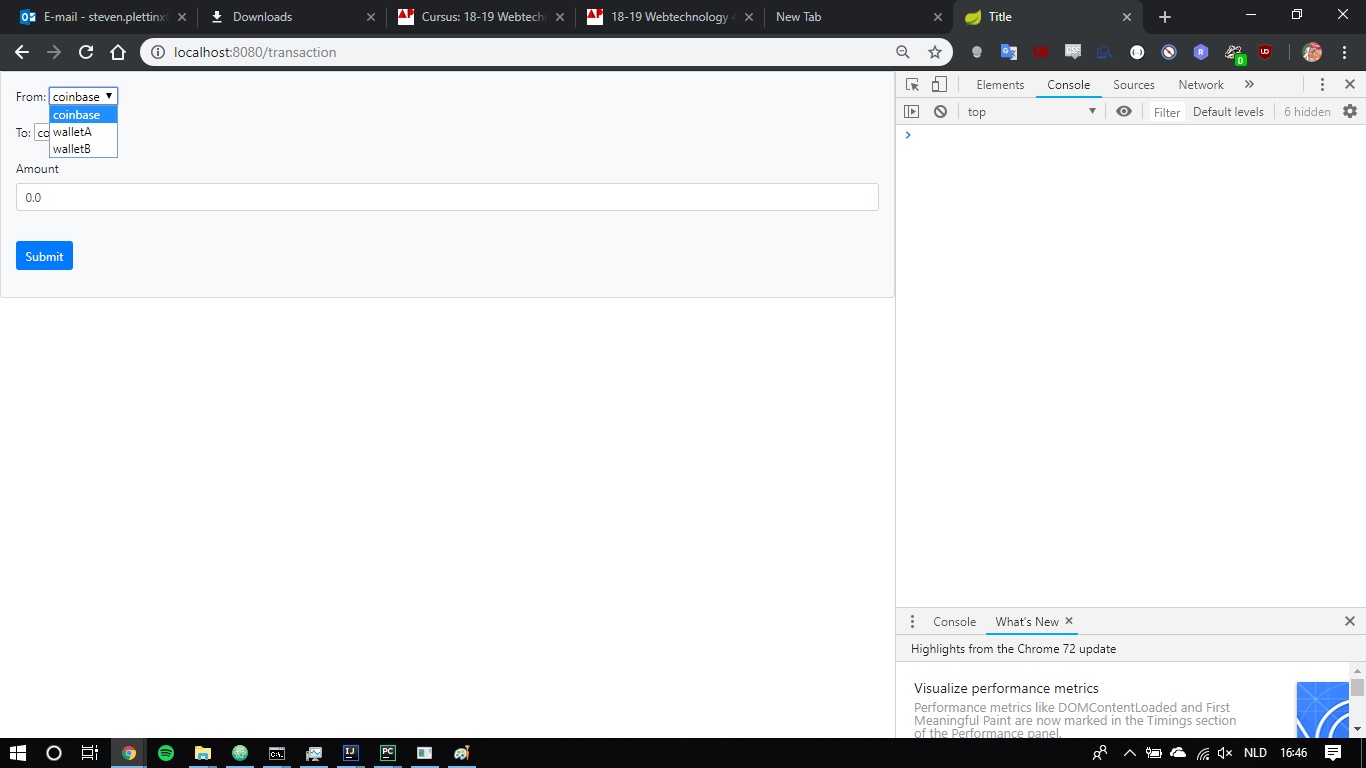 E-mail - steven.plettinx
Downloads
Cursus: 18-19 Webtechn
18-19 Webtechnology 4
New Tab
Title
localhost:8080/transaction
From: coinbase
coinbase
walletA
walletB
To: co
Amount
0.0
Submit
Elements Console Sources Network
top Filter Default levels 6 hidden
Console What's New
Highlights from the Chrome 72 update
Visualize performance metrics
Performance metrics like DOMContentLoaded and First
Meaningful Paint are now marked in the Timings section
of the Performance panel.
NLD 16:46